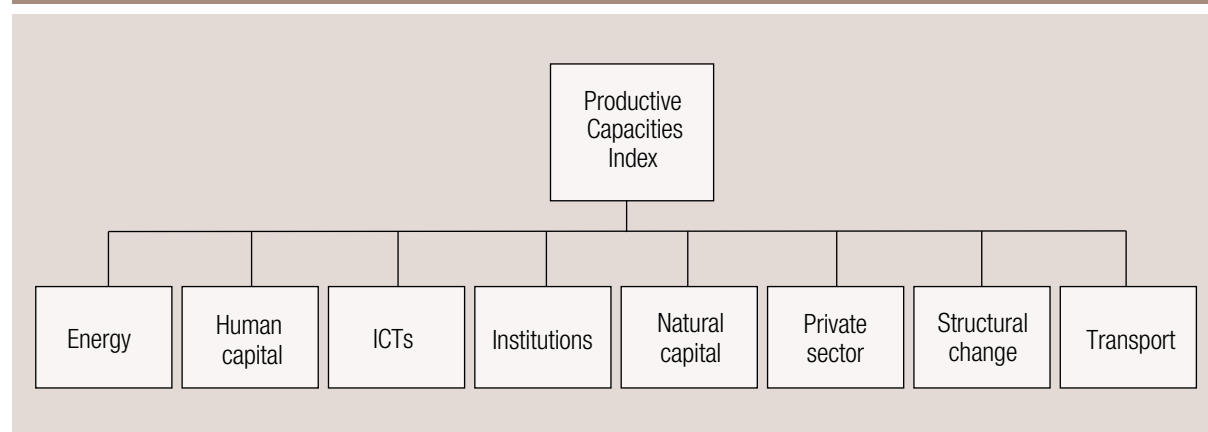 Productive
Capacities
Index
Energy
Human
capital
ICTs
Institutions
Natural
capital
Private
sector
Structural
change
Transport